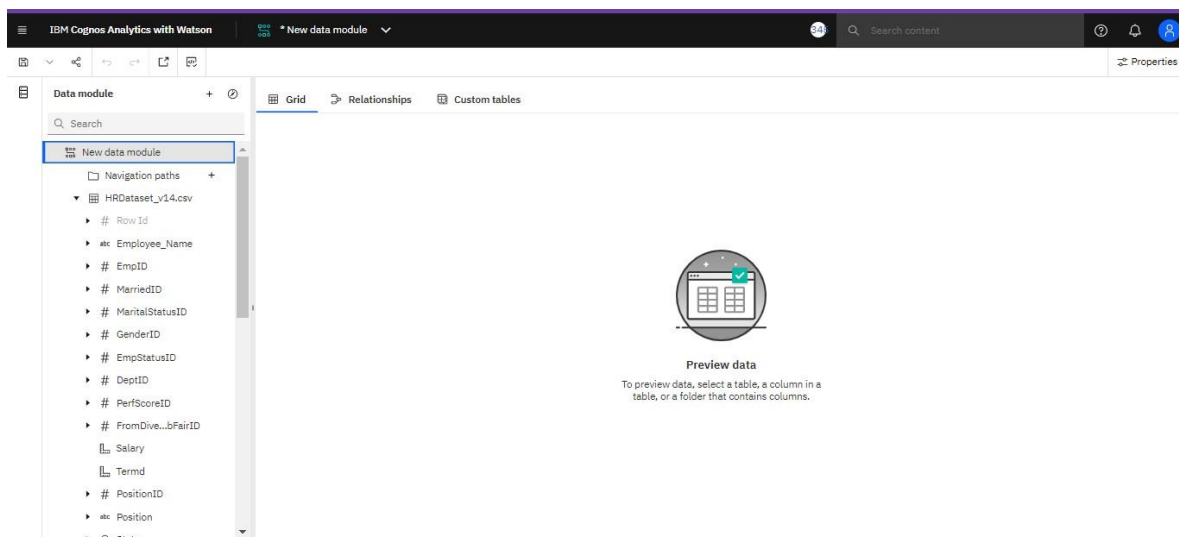 IBM Cognos Analytics with Watson
* New data module
Search content
Properties
Data module
Search
New data module
Navigation paths
HRDataset_v14.csv
# Row Id
abc Employee_Name
# EmpID
# MarriedID
# MaritalStatusID
# GenderID
# EmpStatusID
# DeptID
# PerfScoreID
# FromDive...bFairID
Salary
Termd
# PositionID
abc Position
Grid
Relationships
Custom tables
Preview data
To preview data, select a table, a column in a
table, or a folder that contains columns.